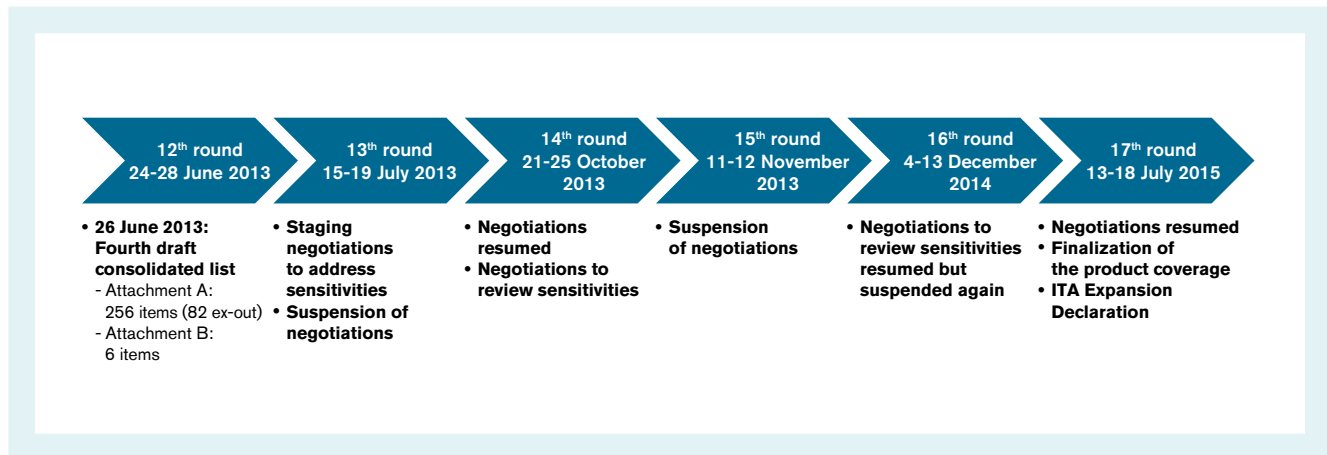 12th round
24-28 June 2013
13th round
15-19 July 2013
14th round
21-25 October
2013
15th round
11-12 November
2013
16th round
4-13 December
2014
17th round
13-18 July 2015
• 26 June 2013:
Fourth draft
consolidated list
- Attachment A:
256 items (82 ex-out)
- Attachment B:
6 items
• Staging
negotiations
to address
sensitivities
• Suspension of
negotiations
• Negotiations
resumed
• Negotiations to
review sensitivities
• Suspension
of negotiations
• Negotiations to
review sensitivities
resumed but
suspended again
• Negotiations resumed
• Finalization of
the product coverage
• ITA Expansion
Declaration